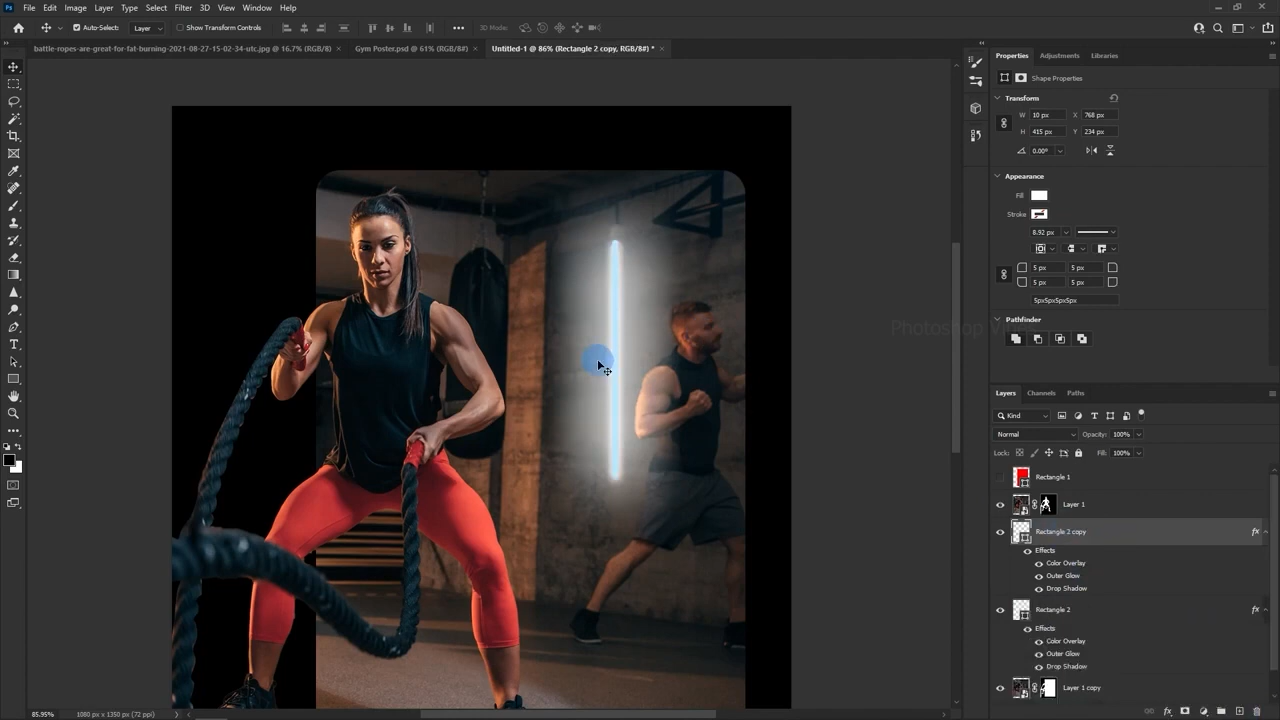 File Edit Image Layer Type Select Filter 3D View Window Help
Auto-Select: Layer Show Transform Controls 3D Mode:
battle-ropes-are-great-for-fat-burning-2021-08-27-15-02-34-utc.jpg @ 16.7% (RGB/8) × Gym Poster.psd @ 61% (RGB/8#) × Untitled-1 @ 86% (Rectangle 2 copy, RGB/8#) * ×
Properties Adjustments Libraries
Shape Properties
Transform
W 10 px X 768 px
H 415 px Y 234 px
0.00°
Appearance
Fill
Stroke
8.92 px
5 px 5 px
5 px 5 px
5px5px5px5px
Pathfinder
Layers Channels Paths
Kind
Normal Opacity: 100%
Lock: Fill: 100%
Rectangle 1
Layer 1
Rectangle 2 copy fx
Effects
Color Overlay
Outer Glow
Drop Shadow
Rectangle 2 fx
Effects
Color Overlay
Outer Glow
Drop Shadow
Layer 1 copy
85.95% 1080 px x 1350 px (72 ppi)
Photoshop